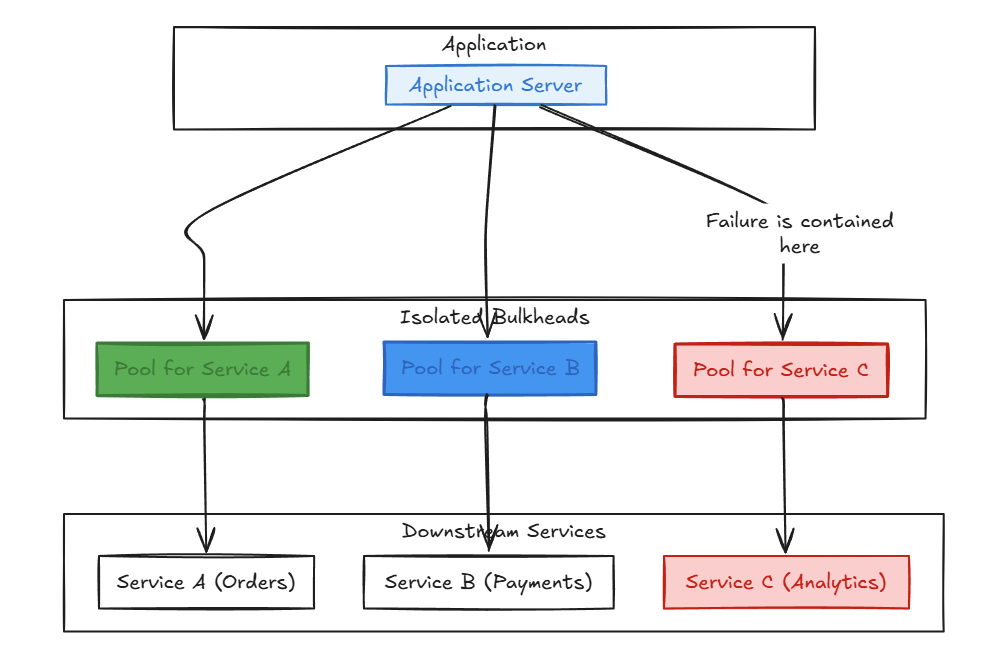 Application
Application Server
Failure is contained
here
Isolated Bulkheads
Pool for Service A
Pool for Service B
Pool for Service C
Downstream Services
Service A (Orders)
Service B (Payments)
Service C (Analytics)